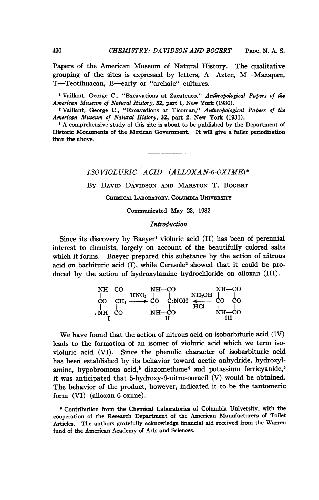 490 CHEMISTRY: DAVIDSON AND BOGERT PROC. N. A. S.
Papers of the American Museum of Natural History. The qualitative
grouping of the sites is expressed by letters, A—Aztec, M—Mazapan,
T—Teotihuacan, E—early or "archaic" cultures.
¹ Vaillant, George C., "Excavations at Zacatenco," Anthropological Papers of the
American Museum of Natural History, 32, part 1, New York (1930).
² Vaillant, George C., "Excavations at Ticoman," Anthropological Papers of the
American Museum of Natural History, 32, part 2, New York (1931).
³ A comprehensive study of this site is about to be published by the Department of
Historic Monuments of the Mexican Government. It will give a fuller periodization
than the above.
ISOVIOLURIC ACID (ALLOXAN-6-OXIME)*
BY DAVID DAVIDSON AND MARSTON T. BOGERT
CHEMICAL LABORATORY, COLUMBIA UNIVERSITY
Communicated May 23, 1932
Introduction
Since its discovery by Baeyer¹ violuric acid (II) has been of perennial
interest to chemists, largely on account of the beautifully colored salts
which it forms. Baeyer prepared this substance by the action of nitrous
acid on barbituric acid (I), while Ceresole² showed that it could be pro-
duced by the action of hydroxylamine hydrochloride on alloxan (III).
NH—CO NH—CO NH—CO
HNO₂ NH₂OH
CO CH₂ CO C:NOH CO CO
HCl
NH—CO NH—CO NH—CO
I II III
We have found that the action of nitrous acid on isobarbituric acid (IV)
leads to the formation of an isomer of violuric acid which we term iso-
violuric acid (VI). Since the phenolic character of isobarbituric acid
has been established by its behavior toward acetic anhydride, hydroxyl-
amine, hypobromous acid,³ diazomethane⁴ and potassium ferricyanide,⁵
it was anticipated that 5-hydroxy-6-nitroso-uracil (V) would be obtained.
The behavior of the product, however, indicated it to be the tautomeric
form (VI) (alloxan-6-oxime).
* Contribution from the Chemical Laboratories of Columbia University, with the
cooperation of the Research Department of the American Manufacturers of Toilet
Articles. The authors gratefully acknowledge financial aid received from the Warren
fund of the American Academy of Arts and Sciences.